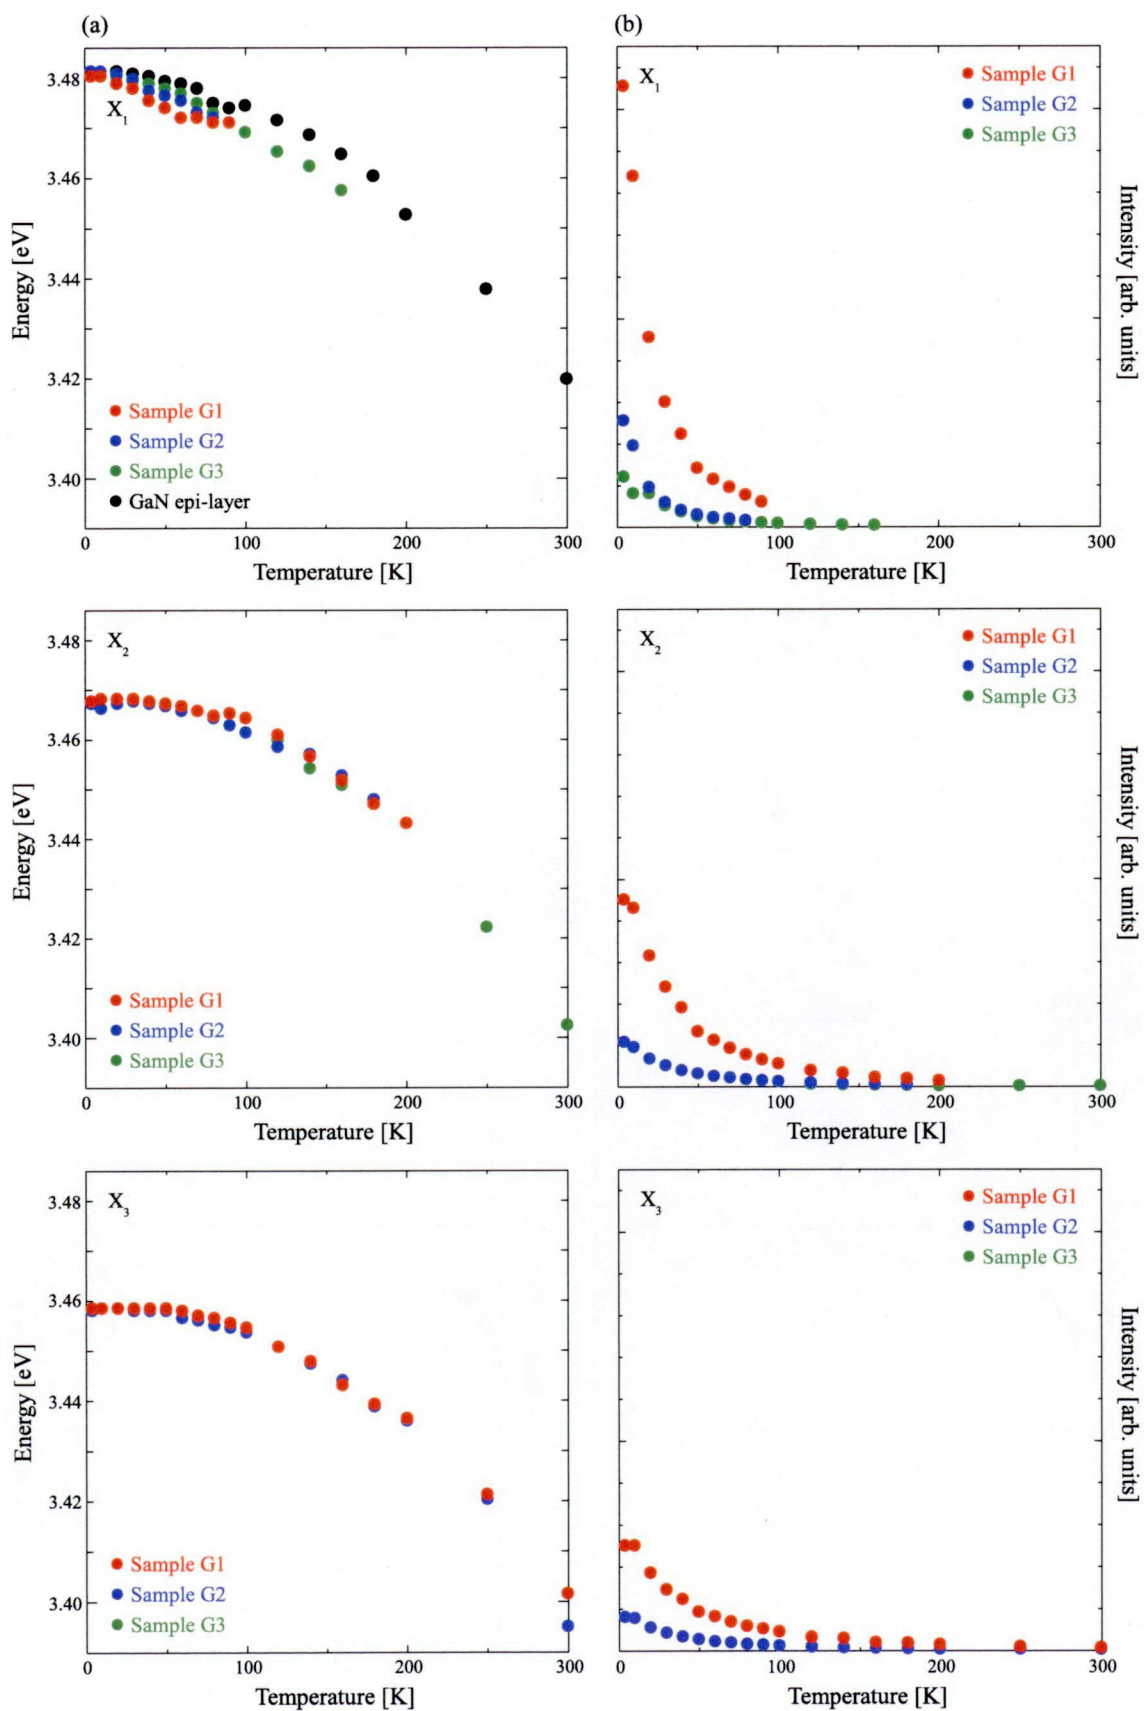 (a)
3.48
3.46
3.44
3.42
3.40
Energy [eV]
X1
Sample G1
Sample G2
Sample G3
GaN epi-layer
0 100 200 300
Temperature [K]
(b)
X1
Sample G1
Sample G2
Sample G3
Intensity [arb. units]
0 100 200 300
Temperature [K]
3.48
3.46
3.44
3.42
3.40
Energy [eV]
X2
Sample G1
Sample G2
Sample G3
0 100 200 300
Temperature [K]
X2
Sample G1
Sample G2
Sample G3
Intensity [arb. units]
0 100 200 300
Temperature [K]
3.48
3.46
3.44
3.42
3.40
Energy [eV]
X3
Sample G1
Sample G2
Sample G3
0 100 200 300
Temperature [K]
X3
Sample G1
Sample G2
Sample G3
Intensity [arb. units]
0 100 200 300
Temperature [K]